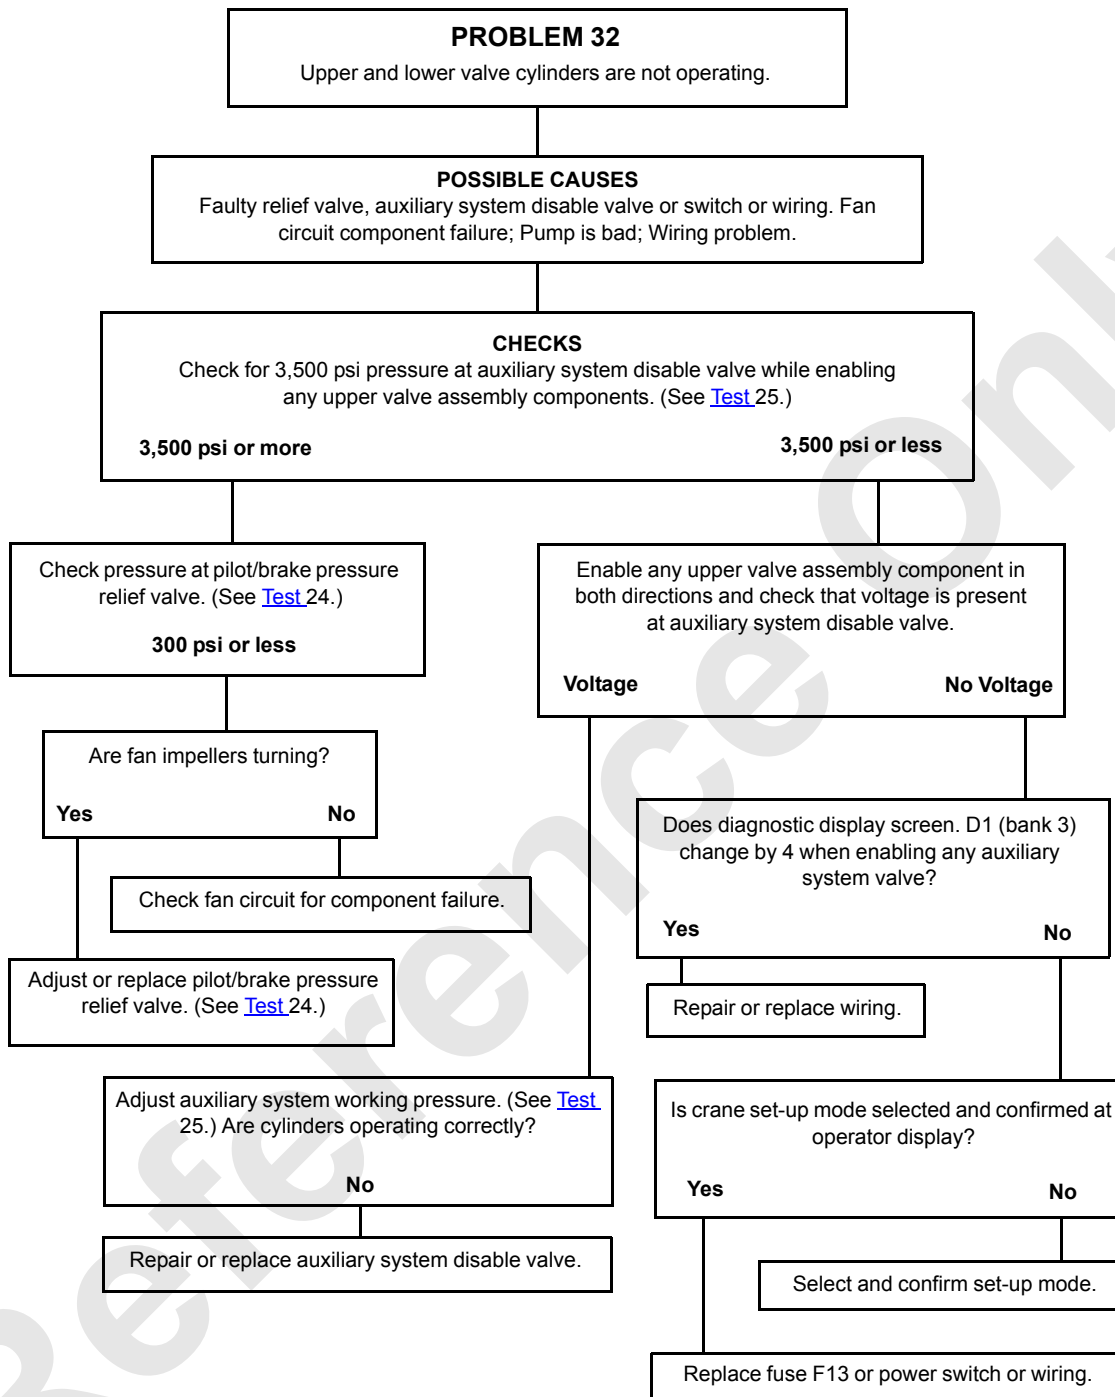 PROBLEM 32
Upper and lower valve cylinders are not operating.
POSSIBLE CAUSES
Faulty relief valve, auxiliary system disable valve or switch or wiring. Fan
circuit component failure; Pump is bad; Wiring problem.
CHECKS
Check for 3,500 psi pressure at auxiliary system disable valve while enabling
any upper valve assembly components. (See Test 25.)
3,500 psi or more
3,500 psi or less
Check pressure at pilot/brake pressure
relief valve. (See Test 24.)
300 psi or less
Enable any upper valve assembly component in
both directions and check that voltage is present
at auxiliary system disable valve.
Voltage
No Voltage
Are fan impellers turning?
Yes
No
Does diagnostic display screen. D1 (bank 3)
change by 4 when enabling any auxiliary
system valve?
Yes
No
Check fan circuit for component failure.
Adjust or replace pilot/brake pressure
relief valve. (See Test 24.)
Repair or replace wiring.
Adjust auxiliary system working pressure. (See Test
25.) Are cylinders operating correctly?
No
Is crane set-up mode selected and confirmed at
operator display?
Yes
No
Repair or replace auxiliary system disable valve.
Select and confirm set-up mode.
Replace fuse F13 or power switch or wiring.
Reference Only